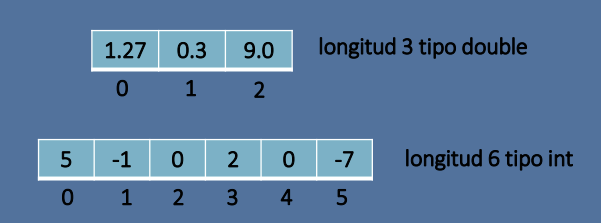 1.27 0.3 9.0 longitud 3 tipo double
0 1 2
5 -1 0 2 0 -7 longitud 6 tipo int
0 1 2 3 4 5